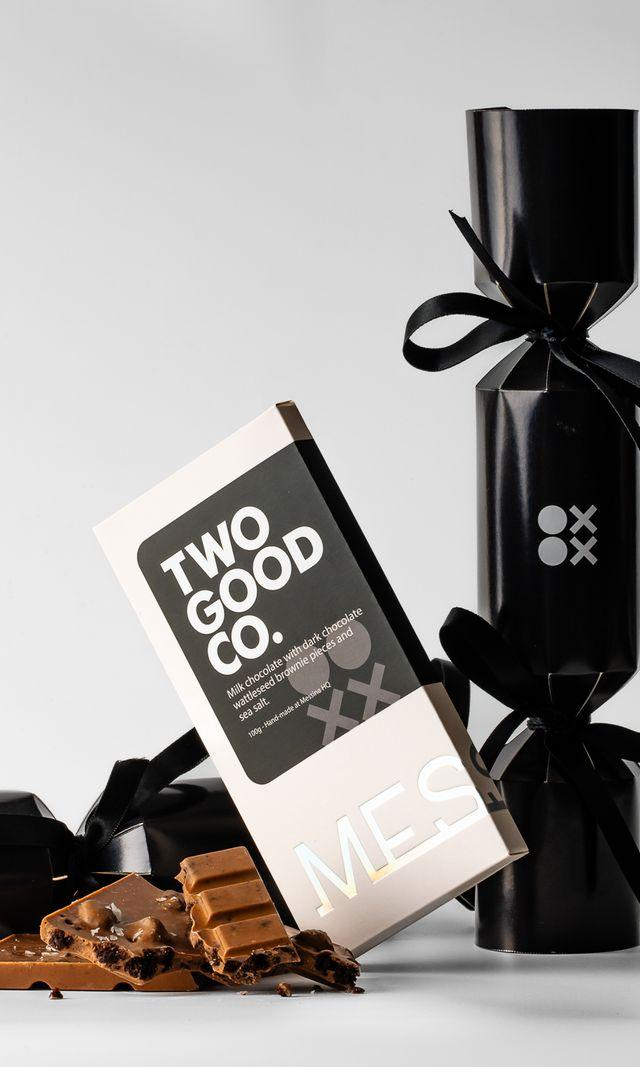 TWO
GOOD
CO.
Milk chocolate with dark chocolate
wattleseed brownie pieces and
sea salt.
100g · Hand-made at Messina HQ
MES